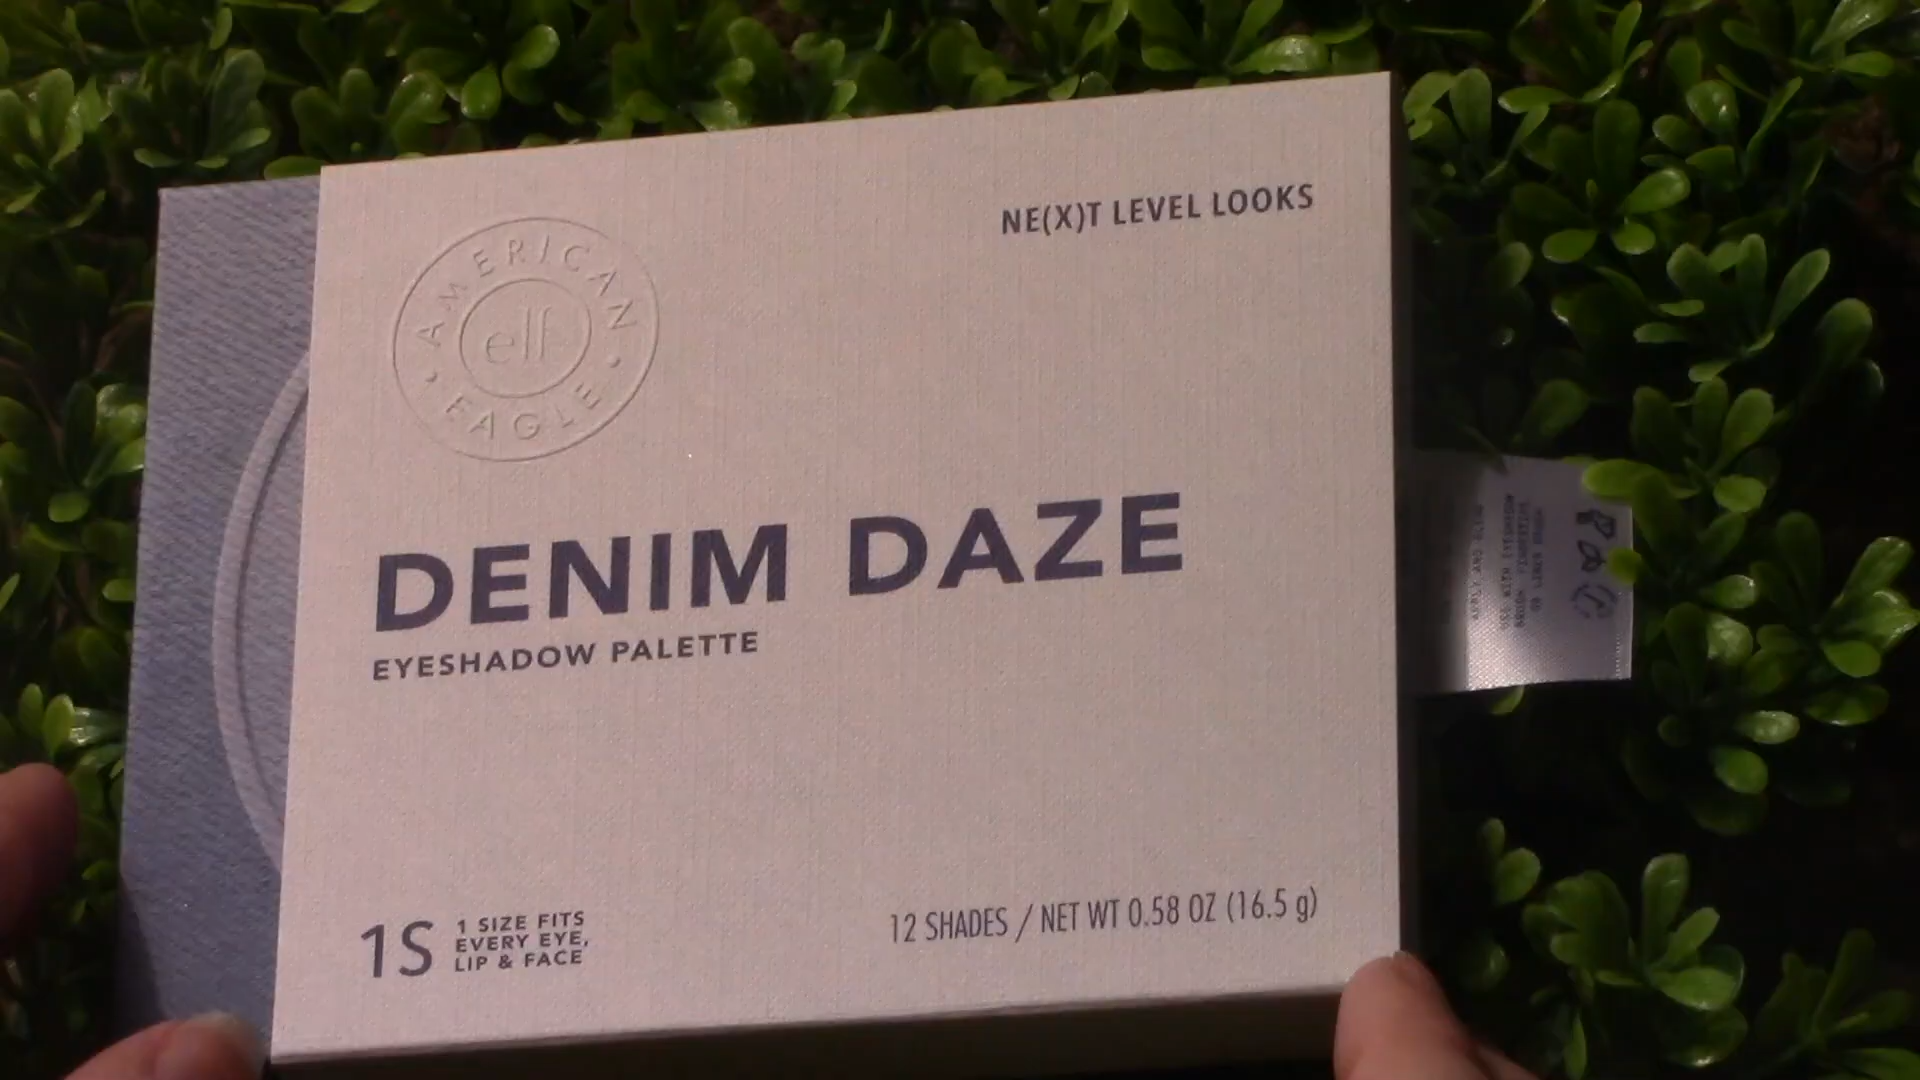 NE(X)T LEVEL LOOKS
AMERICAN
elf
EAGLE
DENIM DAZE
EYESHADOW PALETTE
1S
1 SIZE FITS
EVERY EYE,
LIP & FACE
12 SHADES / NET WT 0.58 OZ (16.5 g)